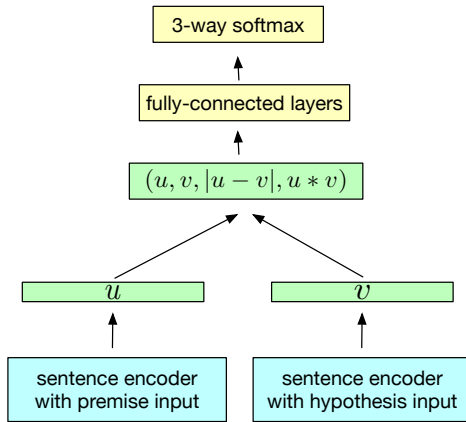 3-way softmax
fully-connected layers
(u, v, |u − v|, u ∗ v)
u
v
sentence encoder
with premise input
sentence encoder
with hypothesis input